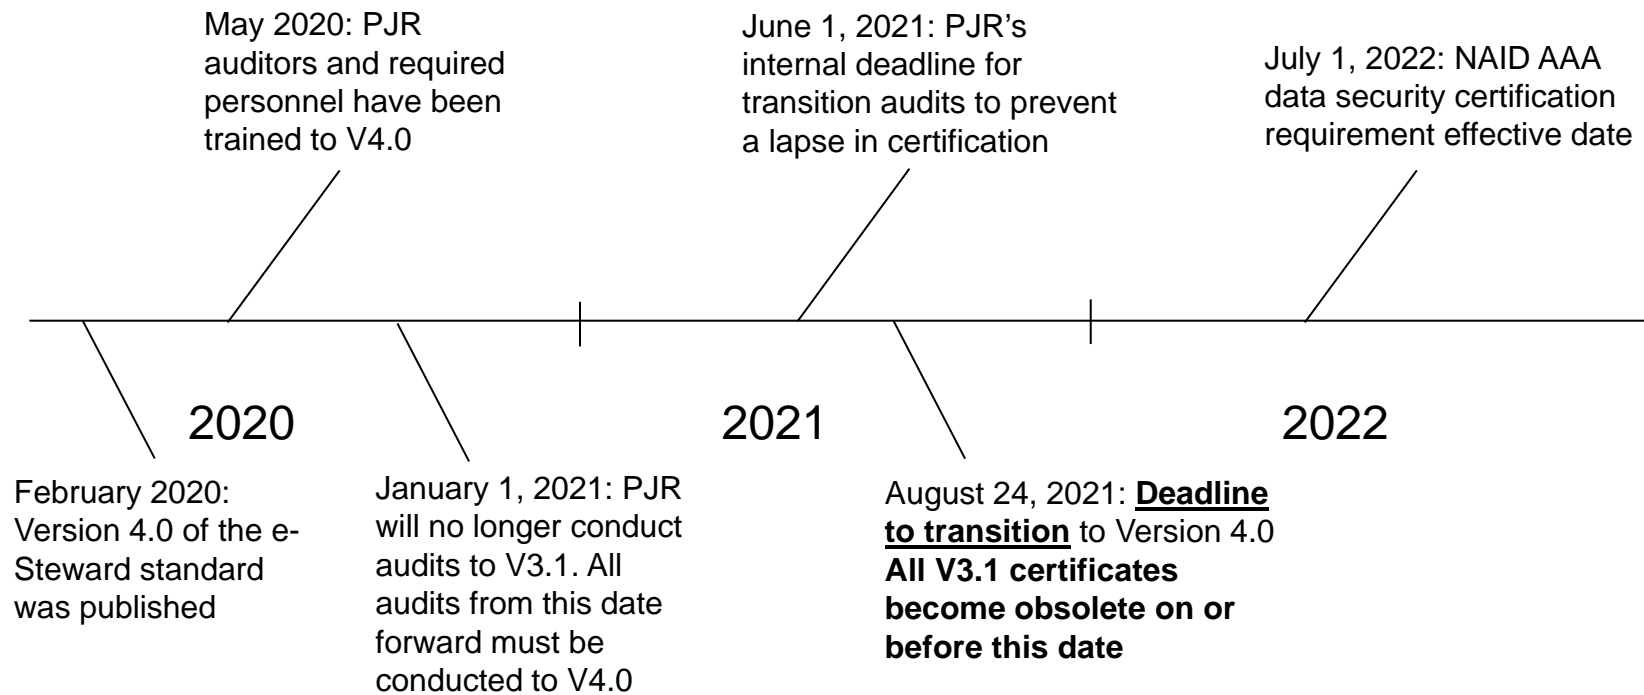 May 2020: PJR
auditors and required
personnel have been
trained to V4.0
June 1, 2021: PJR’s
internal deadline for
transition audits to prevent
a lapse in certification
July 1, 2022: NAID AAA
data security certification
requirement effective date
2020
2021
2022
February 2020:
Version 4.0 of the e-
Steward standard
was published
January 1, 2021: PJR
will no longer conduct
audits to V3.1. All
audits from this date
forward must be
conducted to V4.0
August 24, 2021: Deadline
to transition to Version 4.0
All V3.1 certificates
become obsolete on or
before this date